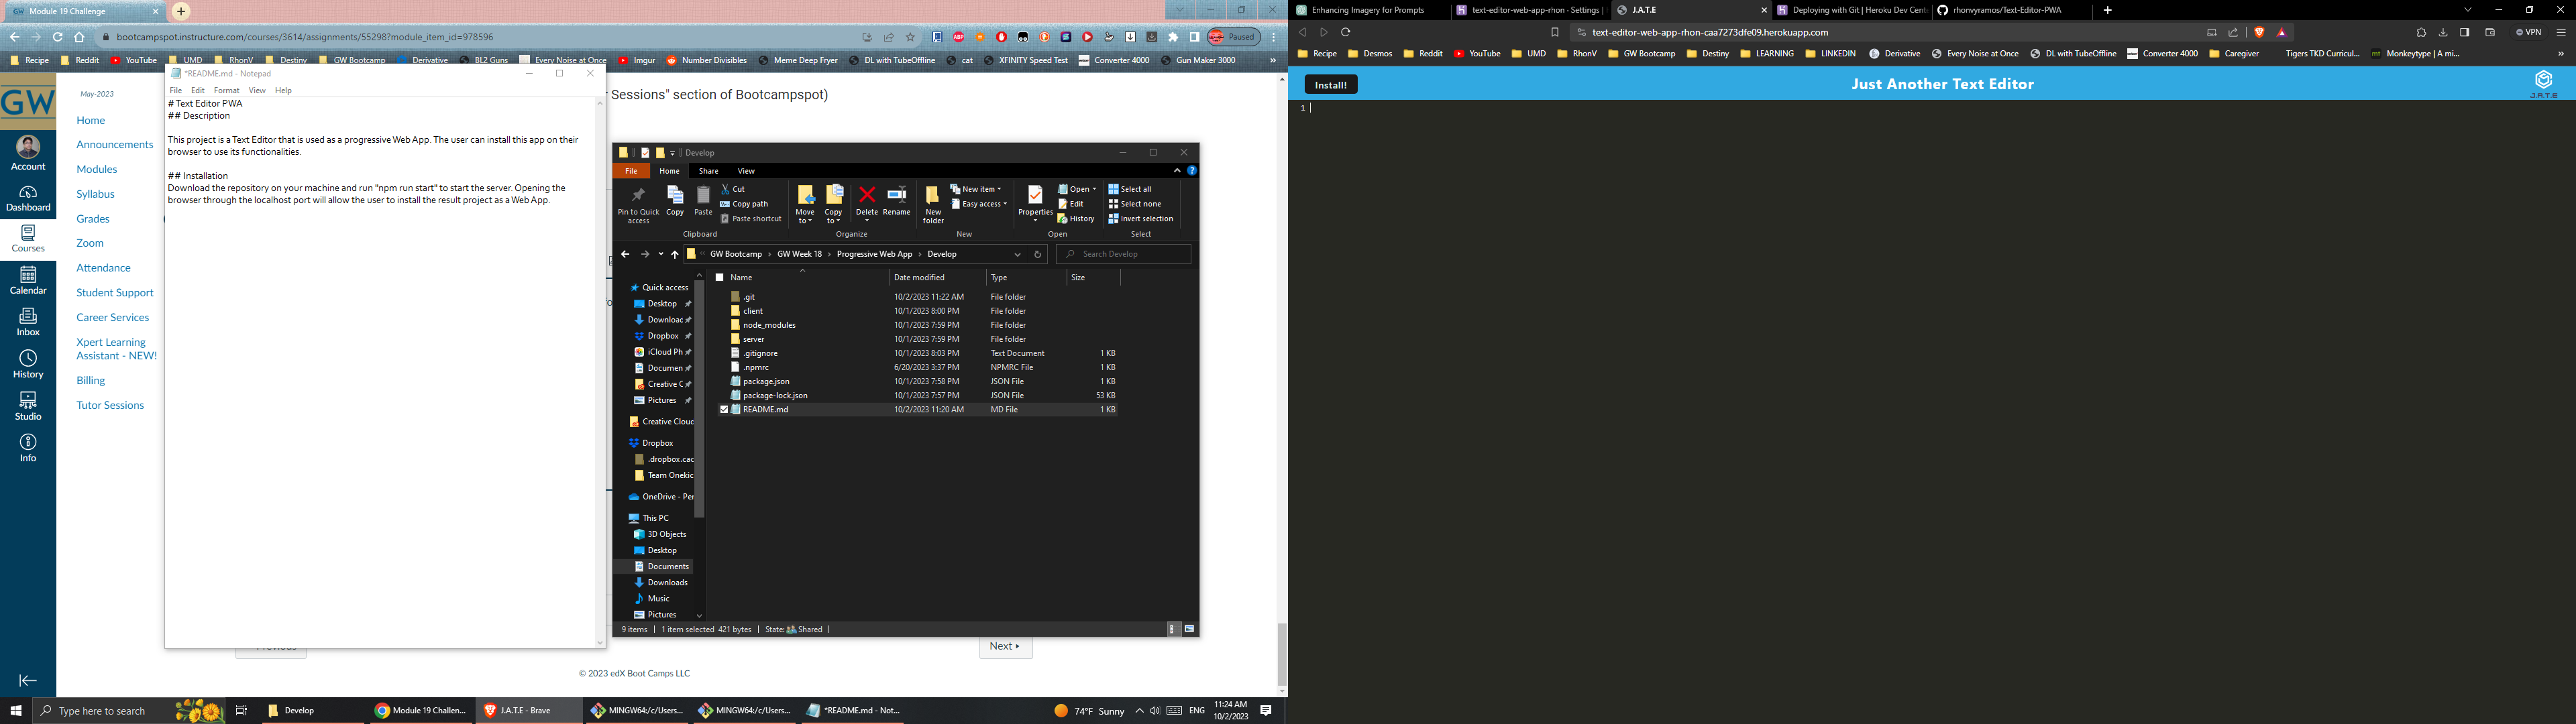 Module 19 Challenge
bootcampspot.instructure.com/courses/3614/assignments/55298?module_item_id=978596
Paused
Recipe Reddit YouTube UMD RhonV Destiny GW Bootcamp Derivative BL2 Guns Every Noise at Once Imgur Number Divisibles Meme Deep Fryer DL with TubeOffline cat XFINITY Speed Test Converter 4000 Gun Maker 3000 »
GW
Account
Dashboard
Courses
Calendar
Inbox
History
Studio
Info
May-2023
Home
Announcements
Modules
Syllabus
Grades
Zoom
Attendance
Student Support
Career Services
Xpert Learning
Assistant - NEW!
Billing
Tutor Sessions
*README.md - Notepad
File Edit Format View Help
# Text Editor PWA
## Description
This project is a Text Editor that is used as a progressive Web App. The user can install this app on their
browser to use its functionalities.
## Installation
Download the repository on your machine and run "npm run start" to start the server. Opening the
browser through the localhost port will allow the user to install the result project as a Web App.
Sessions" section of Bootcampspot)
Develop
File Home Share View
Pin to Quick
access
Copy
Paste
Cut
Copy path
Paste shortcut
Clipboard
Move
to
Copy
to
Delete
Rename
Organize
New
folder
New item
Easy access
New
Properties
Open
Edit
History
Open
Select all
Select none
Invert selection
Select
GW Bootcamp › GW Week 18 › Progressive Web App › Develop
Search Develop
Quick access
Desktop
Downloac
Dropbox
iCloud Ph
Documen
Creative C
Pictures
Creative Cloud
Dropbox
.dropbox.cac
Team Onekic
OneDrive - Per
This PC
3D Objects
Desktop
Documents
Downloads
Music
Pictures
Name Date modified Type Size
.git 10/2/2023 11:22 AM File folder
client 10/1/2023 8:00 PM File folder
node_modules 10/1/2023 7:59 PM File folder
server 10/1/2023 7:59 PM File folder
.gitignore 10/1/2023 8:03 PM Text Document 1 KB
.npmrc 6/20/2023 3:37 PM NPMRC File 1 KB
package.json 10/1/2023 7:58 PM JSON File 1 KB
package-lock.json 10/1/2023 7:57 PM JSON File 53 KB
README.md 10/2/2023 11:20 AM MD File 1 KB
9 items 1 item selected 421 bytes State: Shared
Next
© 2023 edX Boot Camps LLC
Type here to search
Develop
Module 19 Challen...
J.A.T.E - Brave
MINGW64:/c/Users...
MINGW64:/c/Users...
*README.md - Not...
74°F Sunny
ENG
11:24 AM
10/2/2023
Enhancing Imagery for Prompts
text-editor-web-app-rhon - Settings |
J.A.T.E
Deploying with Git | Heroku Dev Cent
rhonvyramos/Text-Editor-PWA
text-editor-web-app-rhon-caa7273dfe09.herokuapp.com
VPN
Recipe Desmos Reddit YouTube UMD RhonV GW Bootcamp Destiny LEARNING LINKEDIN Derivative Every Noise at Once DL with TubeOffline Converter 4000 Caregiver Tigers TKD Curricul... Monkeytype | A mi... »
Install!
Just Another Text Editor
J.A.T.E
1